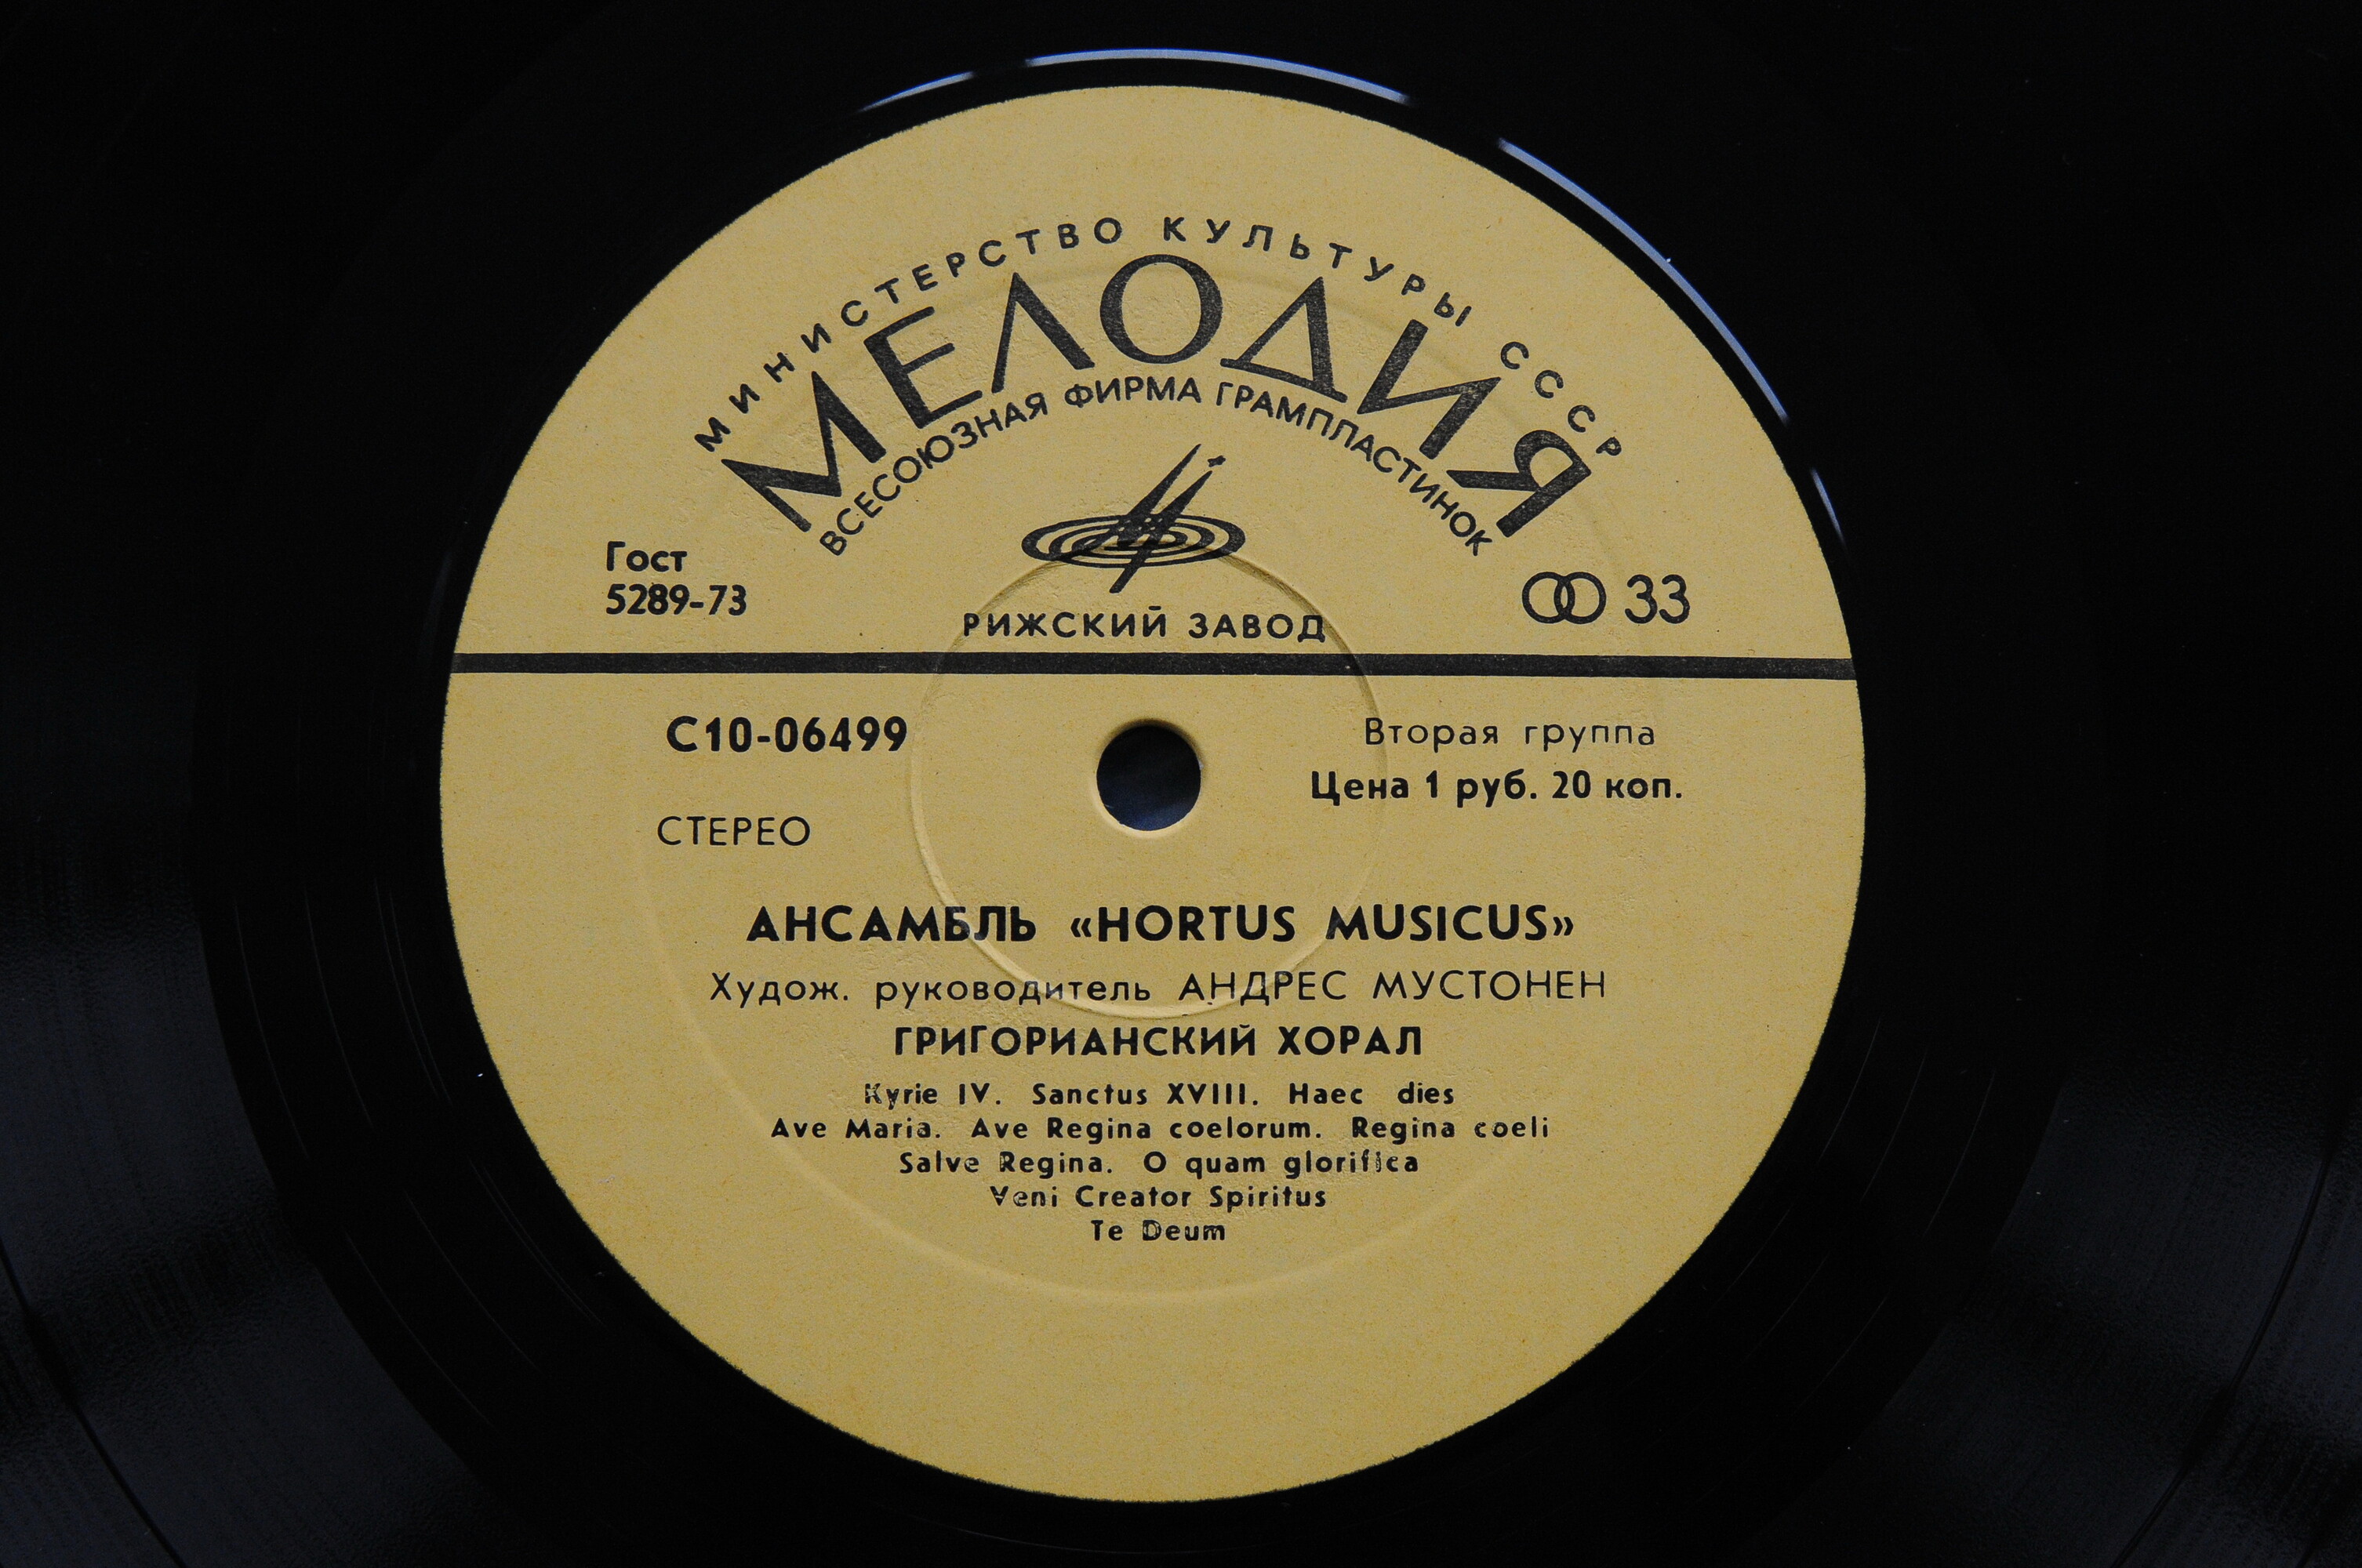 МИНИСТЕРСТВО КУЛЬТУРЫ СССР
МЕЛОДИЯ
ВСЕСОЮЗНАЯ ФИРМА ГРАМПЛАСТИНОК
Гост
5289-73
33
РИЖСКИЙ ЗАВОД
С10-06499
Вторая группа
Цена 1 руб. 20 коп.
СТЕРЕО
АНСАМБЛЬ «HORTUS MUSICUS»
Худож. руководитель АНДРЕС МУСТОНЕН
ГРИГОРИАНСКИЙ ХОРАЛ
Kyrie IV. Sanctus XVIII. Haec dies
Ave Maria. Ave Regina coelorum. Regina coeli
Salve Regina. O quam glorifica
Veni Creator Spiritus
Te Deum